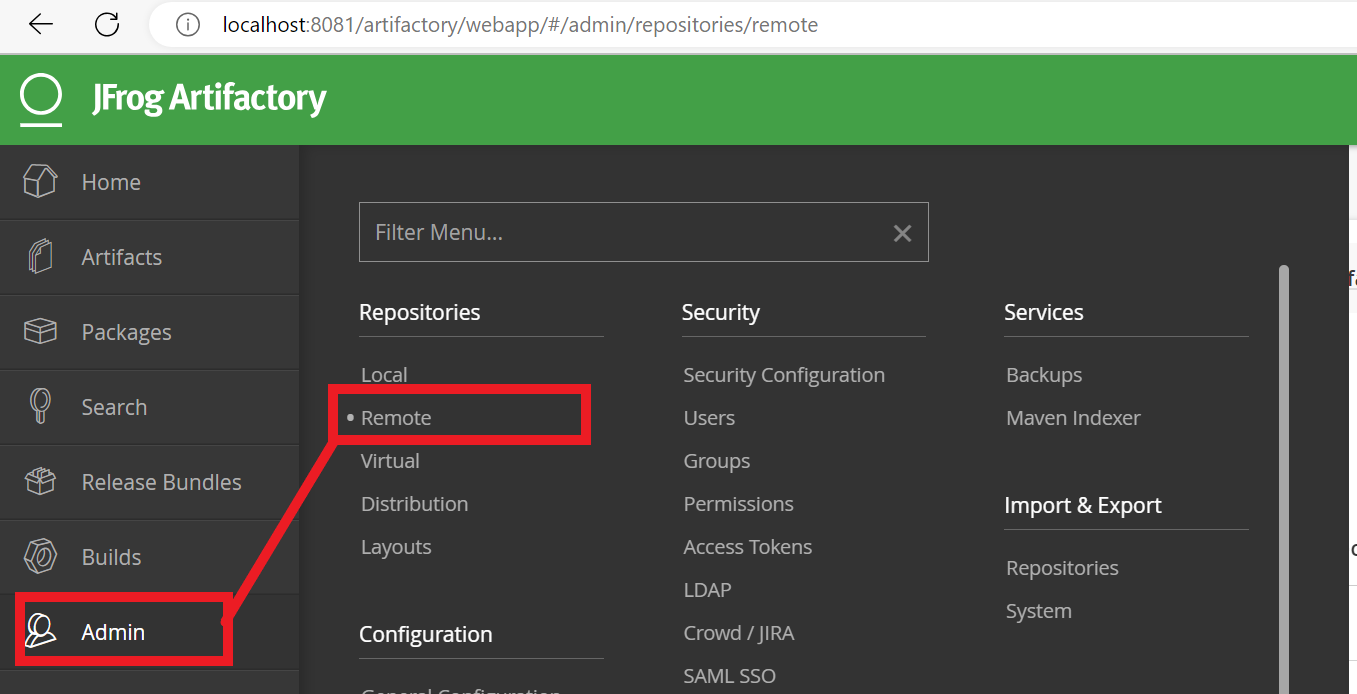 localhost:8081/artifactory/webapp/#/admin/repositories/remote
JFrog Artifactory
Home
Artifacts
Packages
Search
Release Bundles
Builds
Admin
Filter Menu...
Repositories
Local
Remote
Virtual
Distribution
Layouts
Configuration
General Configuration
Security
Security Configuration
Users
Groups
Permissions
Access Tokens
LDAP
Crowd / JIRA
SAML SSO
Services
Backups
Maven Indexer
Import & Export
Repositories
System